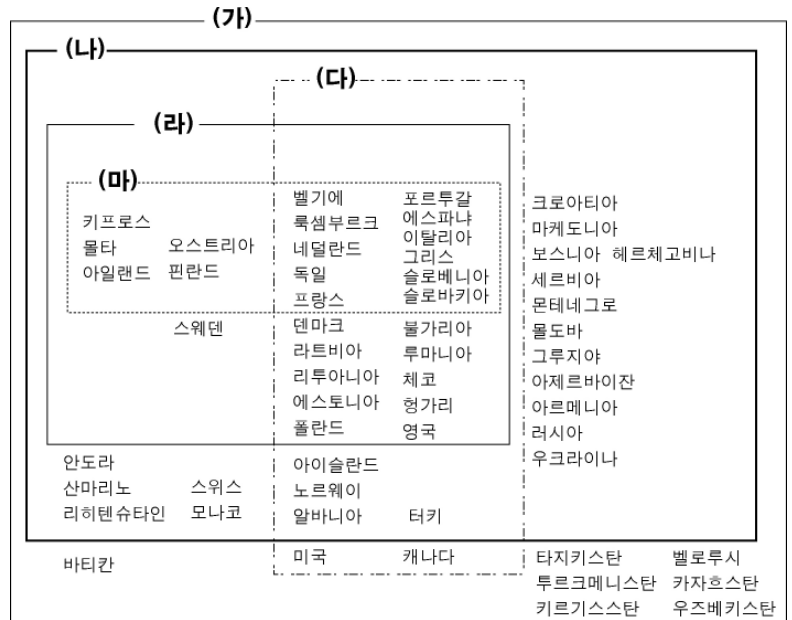 (가)
(나)
(다)
(라)
(마)
키프로스
몰타 오스트리아
아일랜드 핀란드
벨기에 포르투갈
룩셈부르크 에스파냐
네덜란드 이탈리아
그리스
독일 슬로베니아
프랑스 슬로바키아
스웨덴
덴마크 불가리아
라트비아 루마니아
리투아니아 체코
에스토니아 헝가리
폴란드 영국
크로아티아
마케도니아
보스니아 헤르체고비나
세르비아
몬테네그로
몰도바
그루지야
아제르바이잔
아르메니아
러시아
우크라이나
안도라
산마리노 스위스
리히텐슈타인 모나코
아이슬란드
노르웨이
알바니아 터키
바티칸
미국 캐나다
타지키스탄 벨로루시
투르크메니스탄 카자흐스탄
키르기스스탄 우즈베키스탄